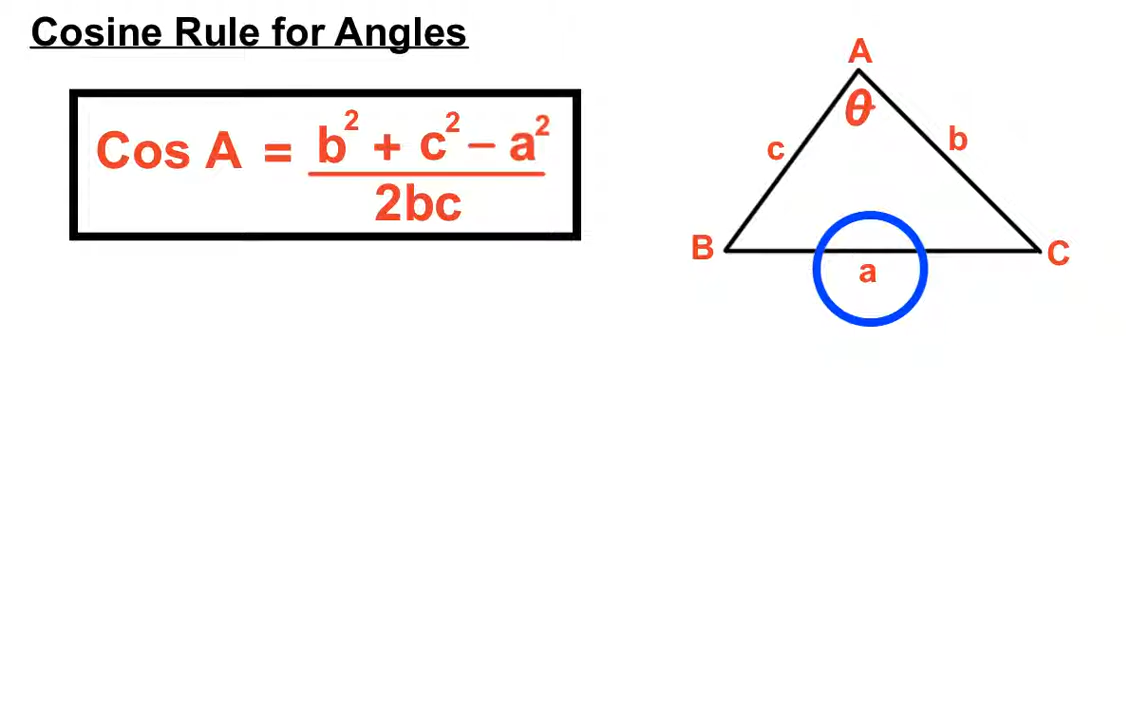 Cosine Rule for Angles
Cos A = b² + c² – a²
2bc
A
θ
c
b
B
a
C